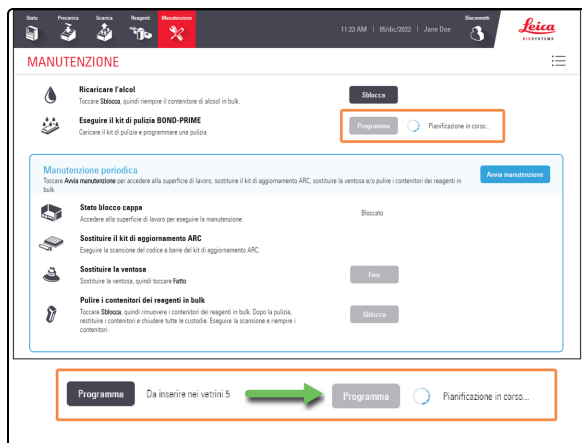 Stato Precarica Scarica Reagenti Manutenzione Disconnetti
11:23 AM | 05/dic/2022 | Jane Doe
Leica
BIOSYSTEMS
MANUTENZIONE
Ricaricare l'alcol
Toccare Sblocca, quindi riempire il contenitore di alcool in bulk.
Sblocca
Eseguire il kit di pulizia BOND-PRIME
Caricare il kit di pulizia e programmare una pulizia.
Programma Pianificazione in corso...
Manutenzione periodica
Toccare Avvia manutenzione per accedere alla superficie di lavoro, sostituire il kit di aggiornamento ARC, sostituire la ventosa e/o pulire i contenitori dei reagenti in
bulk.
Avvia manutenzione
Stato blocco cappa
Accedere alla superficie di lavoro per eseguire la manutenzione.
Bloccato
Sostituire il kit di aggiornamento ARC
Eseguire la scansione del codice a barre del kit di aggiornamento ARC.
Sostituire la ventosa
Sostituire la ventosa, quindi toccare Fatto
Fine
Pulire i contenitori dei reagenti in bulk
Toccare Sblocca, quindi rimuovere i contenitori dei reagenti in bulk. Dopo la pulizia,
restituire i contenitori e chiudere tutte le custodie. Eseguire la scansione e riempire i
contenitori.
Sblocca
Programma Da inserire nei vetrini 5 Programma Pianificazione in corso...